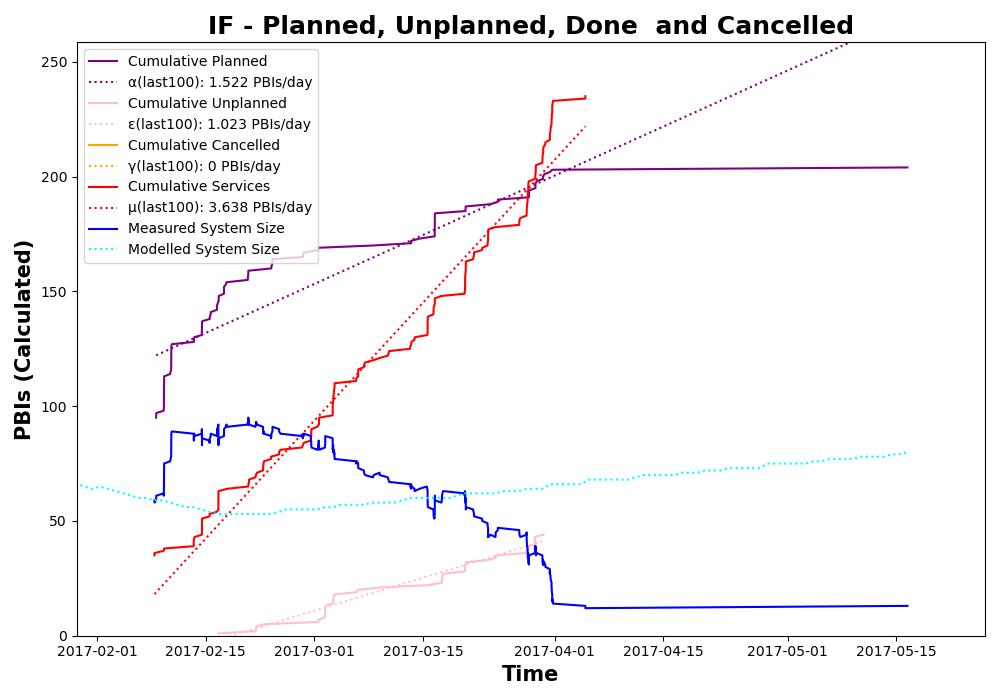 IF - Planned, Unplanned, Done  and Cancelled
Cumulative Planned
α(last100): 1.522 PBIs/day
Cumulative Unplanned
ε(last100): 1.023 PBIs/day
Cumulative Cancelled
γ(last100): 0 PBIs/day
Cumulative Services
μ(last100): 3.638 PBIs/day
Measured System Size
Modelled System Size
PBIs (Calculated)
250
200
150
100
50
0
2017-02-01 2017-02-15 2017-03-01 2017-03-15 2017-04-01 2017-04-15 2017-05-01 2017-05-15
Time